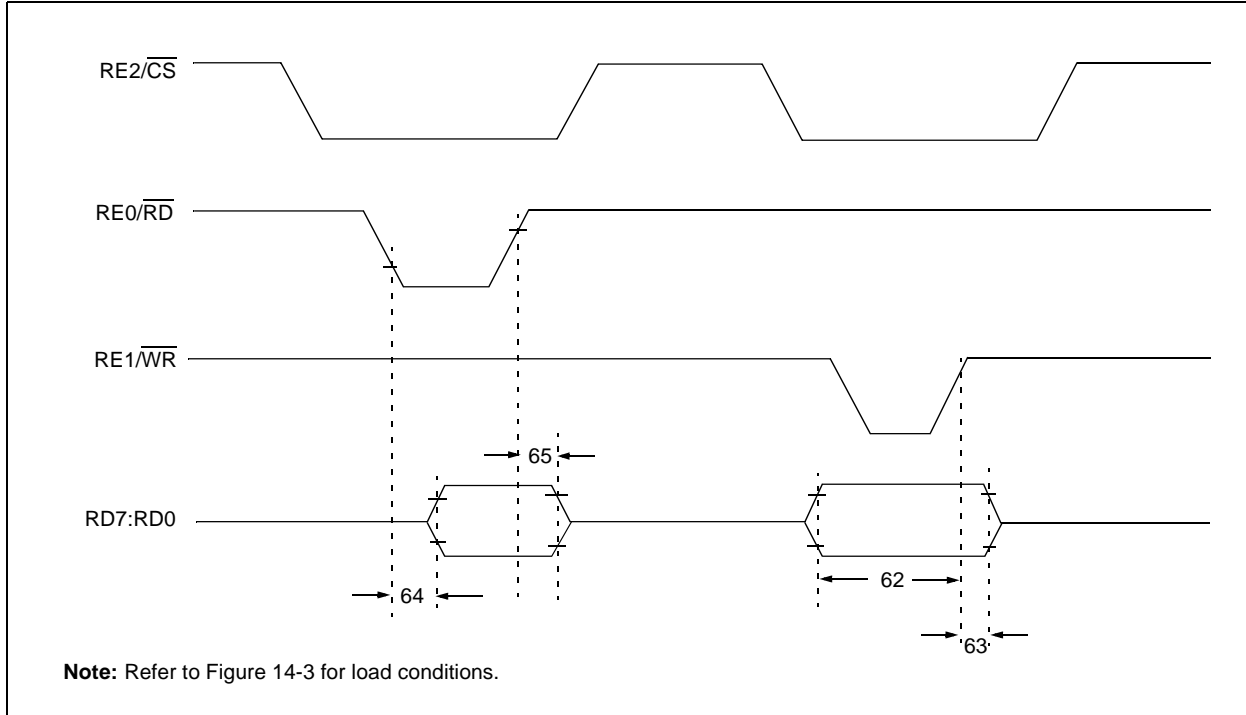 RE2/CS
RE0/RD
RE1/WR
65
RD7:RD0
62
64
63
Note: Refer to Figure 14-3 for load conditions.